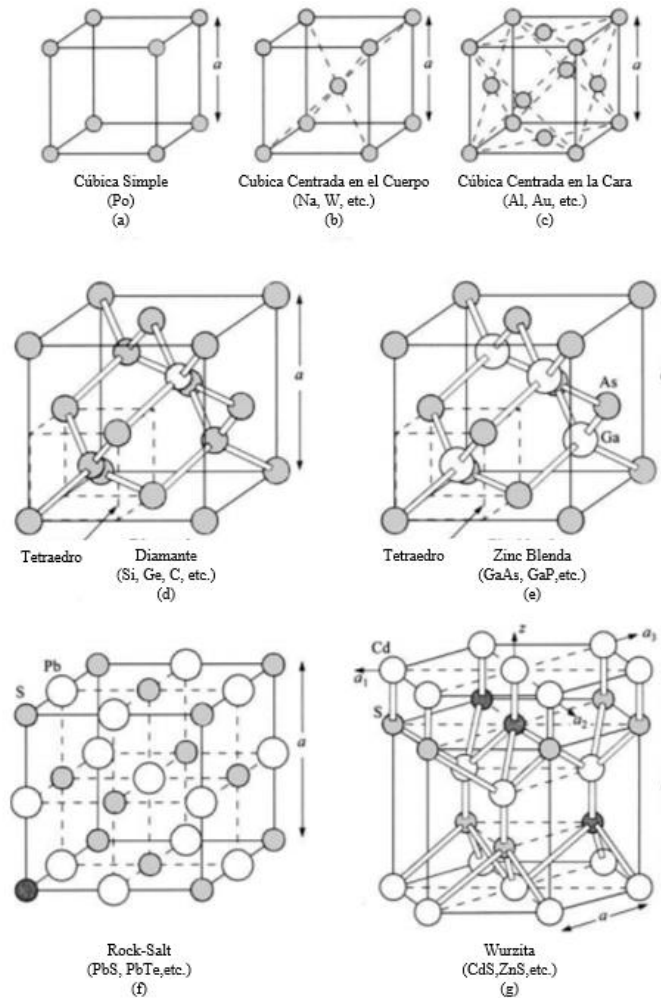 a
a
a
Cúbica Simple
(Po)
(a)
Cubica Centrada en el Cuerpo
(Na, W, etc.)
(b)
Cúbica Centrada en la Cara
(Al, Au, etc.)
(c)
a
As
Ga
Tetraedro
Diamante
(Si, Ge, C, etc.)
(d)
Tetraedro
Zinc Blenda
(GaAs, GaP,etc.)
(e)
Pb
S
a
Cd
z
a3
a1
S
a2
a
Rock-Salt
(PbS, PbTe,etc.)
(f)
Wurzita
(CdS,ZnS,etc.)
(g)